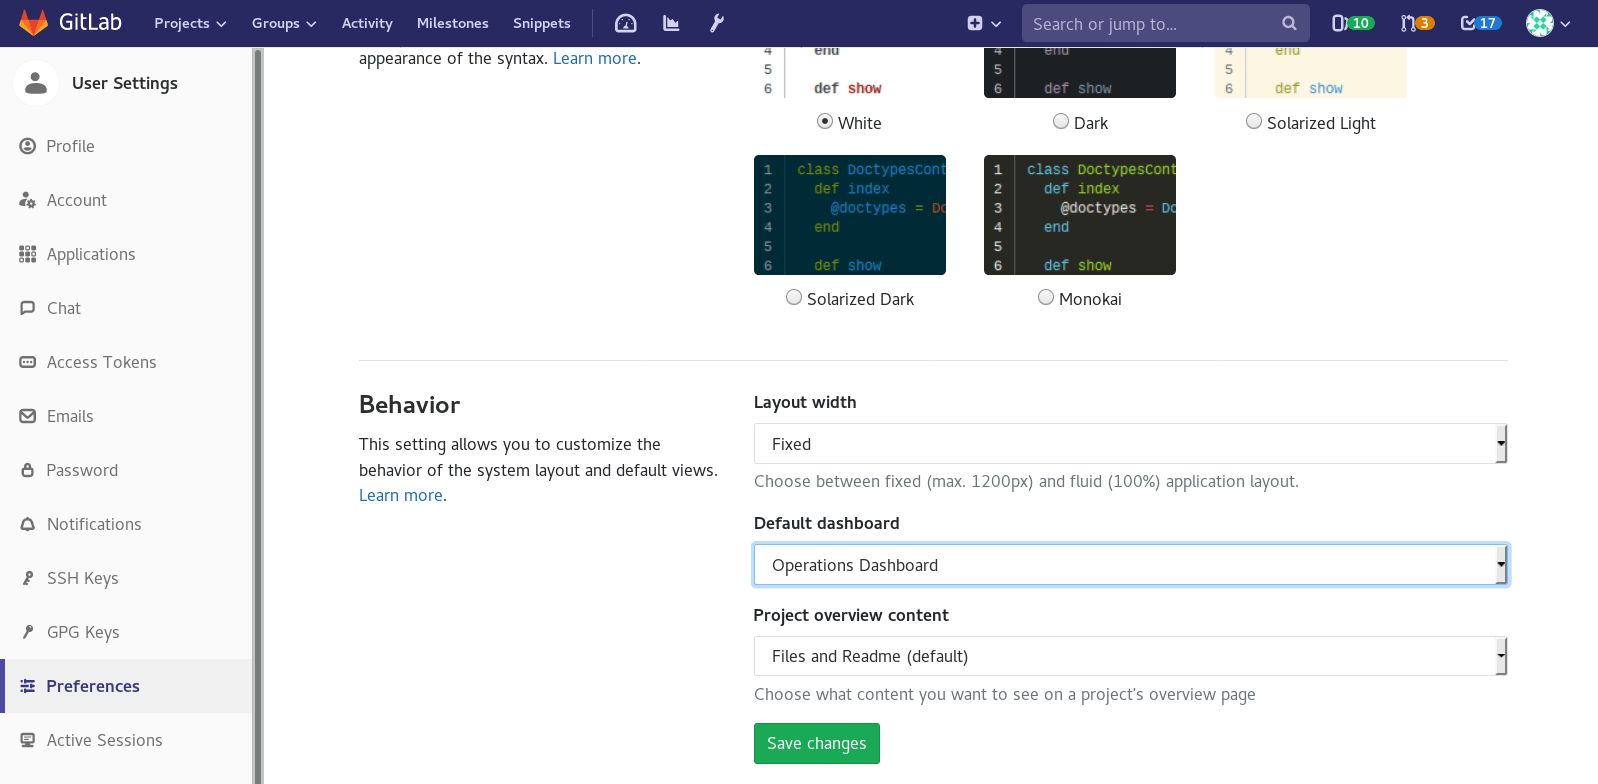 GitLab
Projects
Groups
Activity
Milestones
Snippets
Search or jump to...
10
3
17
User Settings
Profile
Account
Applications
Chat
Access Tokens
Emails
Password
Notifications
SSH Keys
GPG Keys
Preferences
Active Sessions
appearance of the syntax. Learn more.
4 end
5
6 def show
4 end
5
6 def show
4 end
5
6 def show
White
Dark
Solarized Light
1 class DoctypesCont
2 def index
3 @doctypes = Do
4 end
5
6 def show
1 class DoctypesCont
2 def index
3 @doctypes = Do
4 end
5
6 def show
Solarized Dark
Monokai
Behavior
This setting allows you to customize the
behavior of the system layout and default views.
Learn more.
Layout width
Fixed
Choose between fixed (max. 1200px) and fluid (100%) application layout.
Default dashboard
Operations Dashboard
Project overview content
Files and Readme (default)
Choose what content you want to see on a project's overview page
Save changes